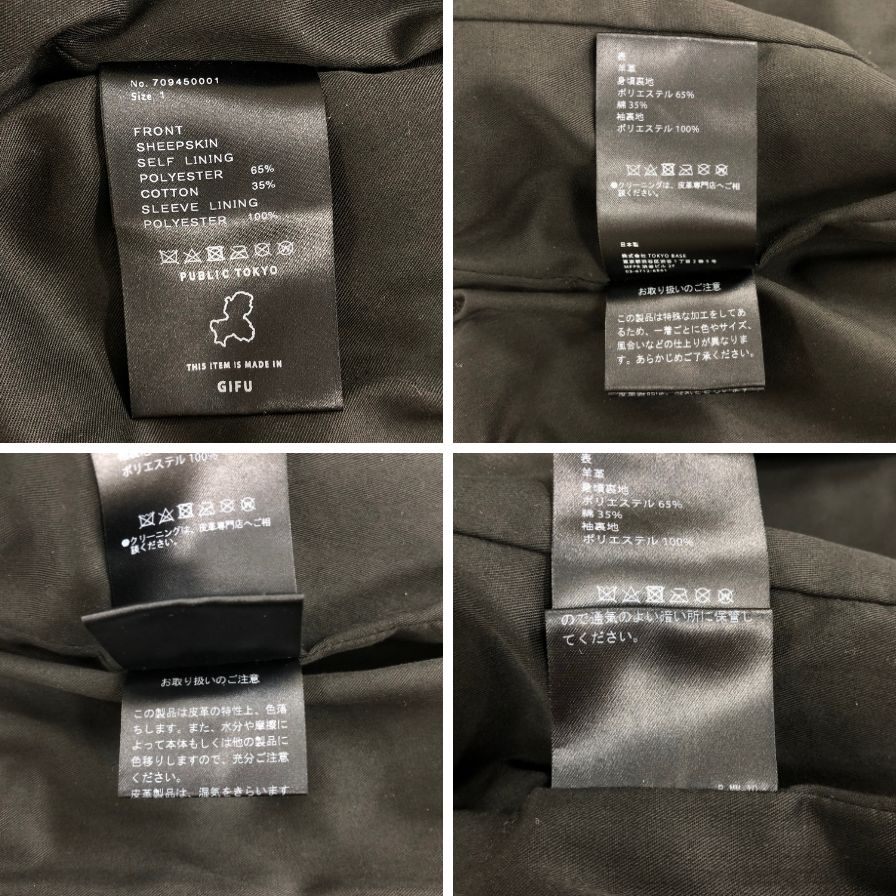 No. 709450001
Size 1
FRONT
SHEEPSKIN
SELF LINING
POLYESTER 65%
COTTON 35%
SLEEVE LINING
POLYESTER 100%
PUBLIC TOKYO
THIS ITEM IS MADE IN
GIFU
表
羊革
身頃裏地
ポリエステル 65%
綿 35%
袖裏地
ポリエステル 100%
●クリーニングは、皮革専門店へご相
談ください。
日本製
株式会社 TOKYO BASE
お取り扱いのご注意
この製品は特殊な加工をしてあ
るため、一着ごとに色やサイズ、
風合いなどの仕上りが異なりま
す。あらかじめご了承ください。
ポリエステル 100%
●クリーニングは、皮革専門店へご相
談ください。
お取り扱いのご注意
この製品は皮革の特性上、色落
ちします。また、水分や摩擦に
よって本体もしくは他の製品に
色移りしますので、充分ご注意
ください。
皮革製品は、湿気をきらいます
表
羊革
身頃裏地
ポリエステル 65%
綿 35%
袖裏地
ポリエステル 100%
ので通気のよい暗い所に保管し
てください。